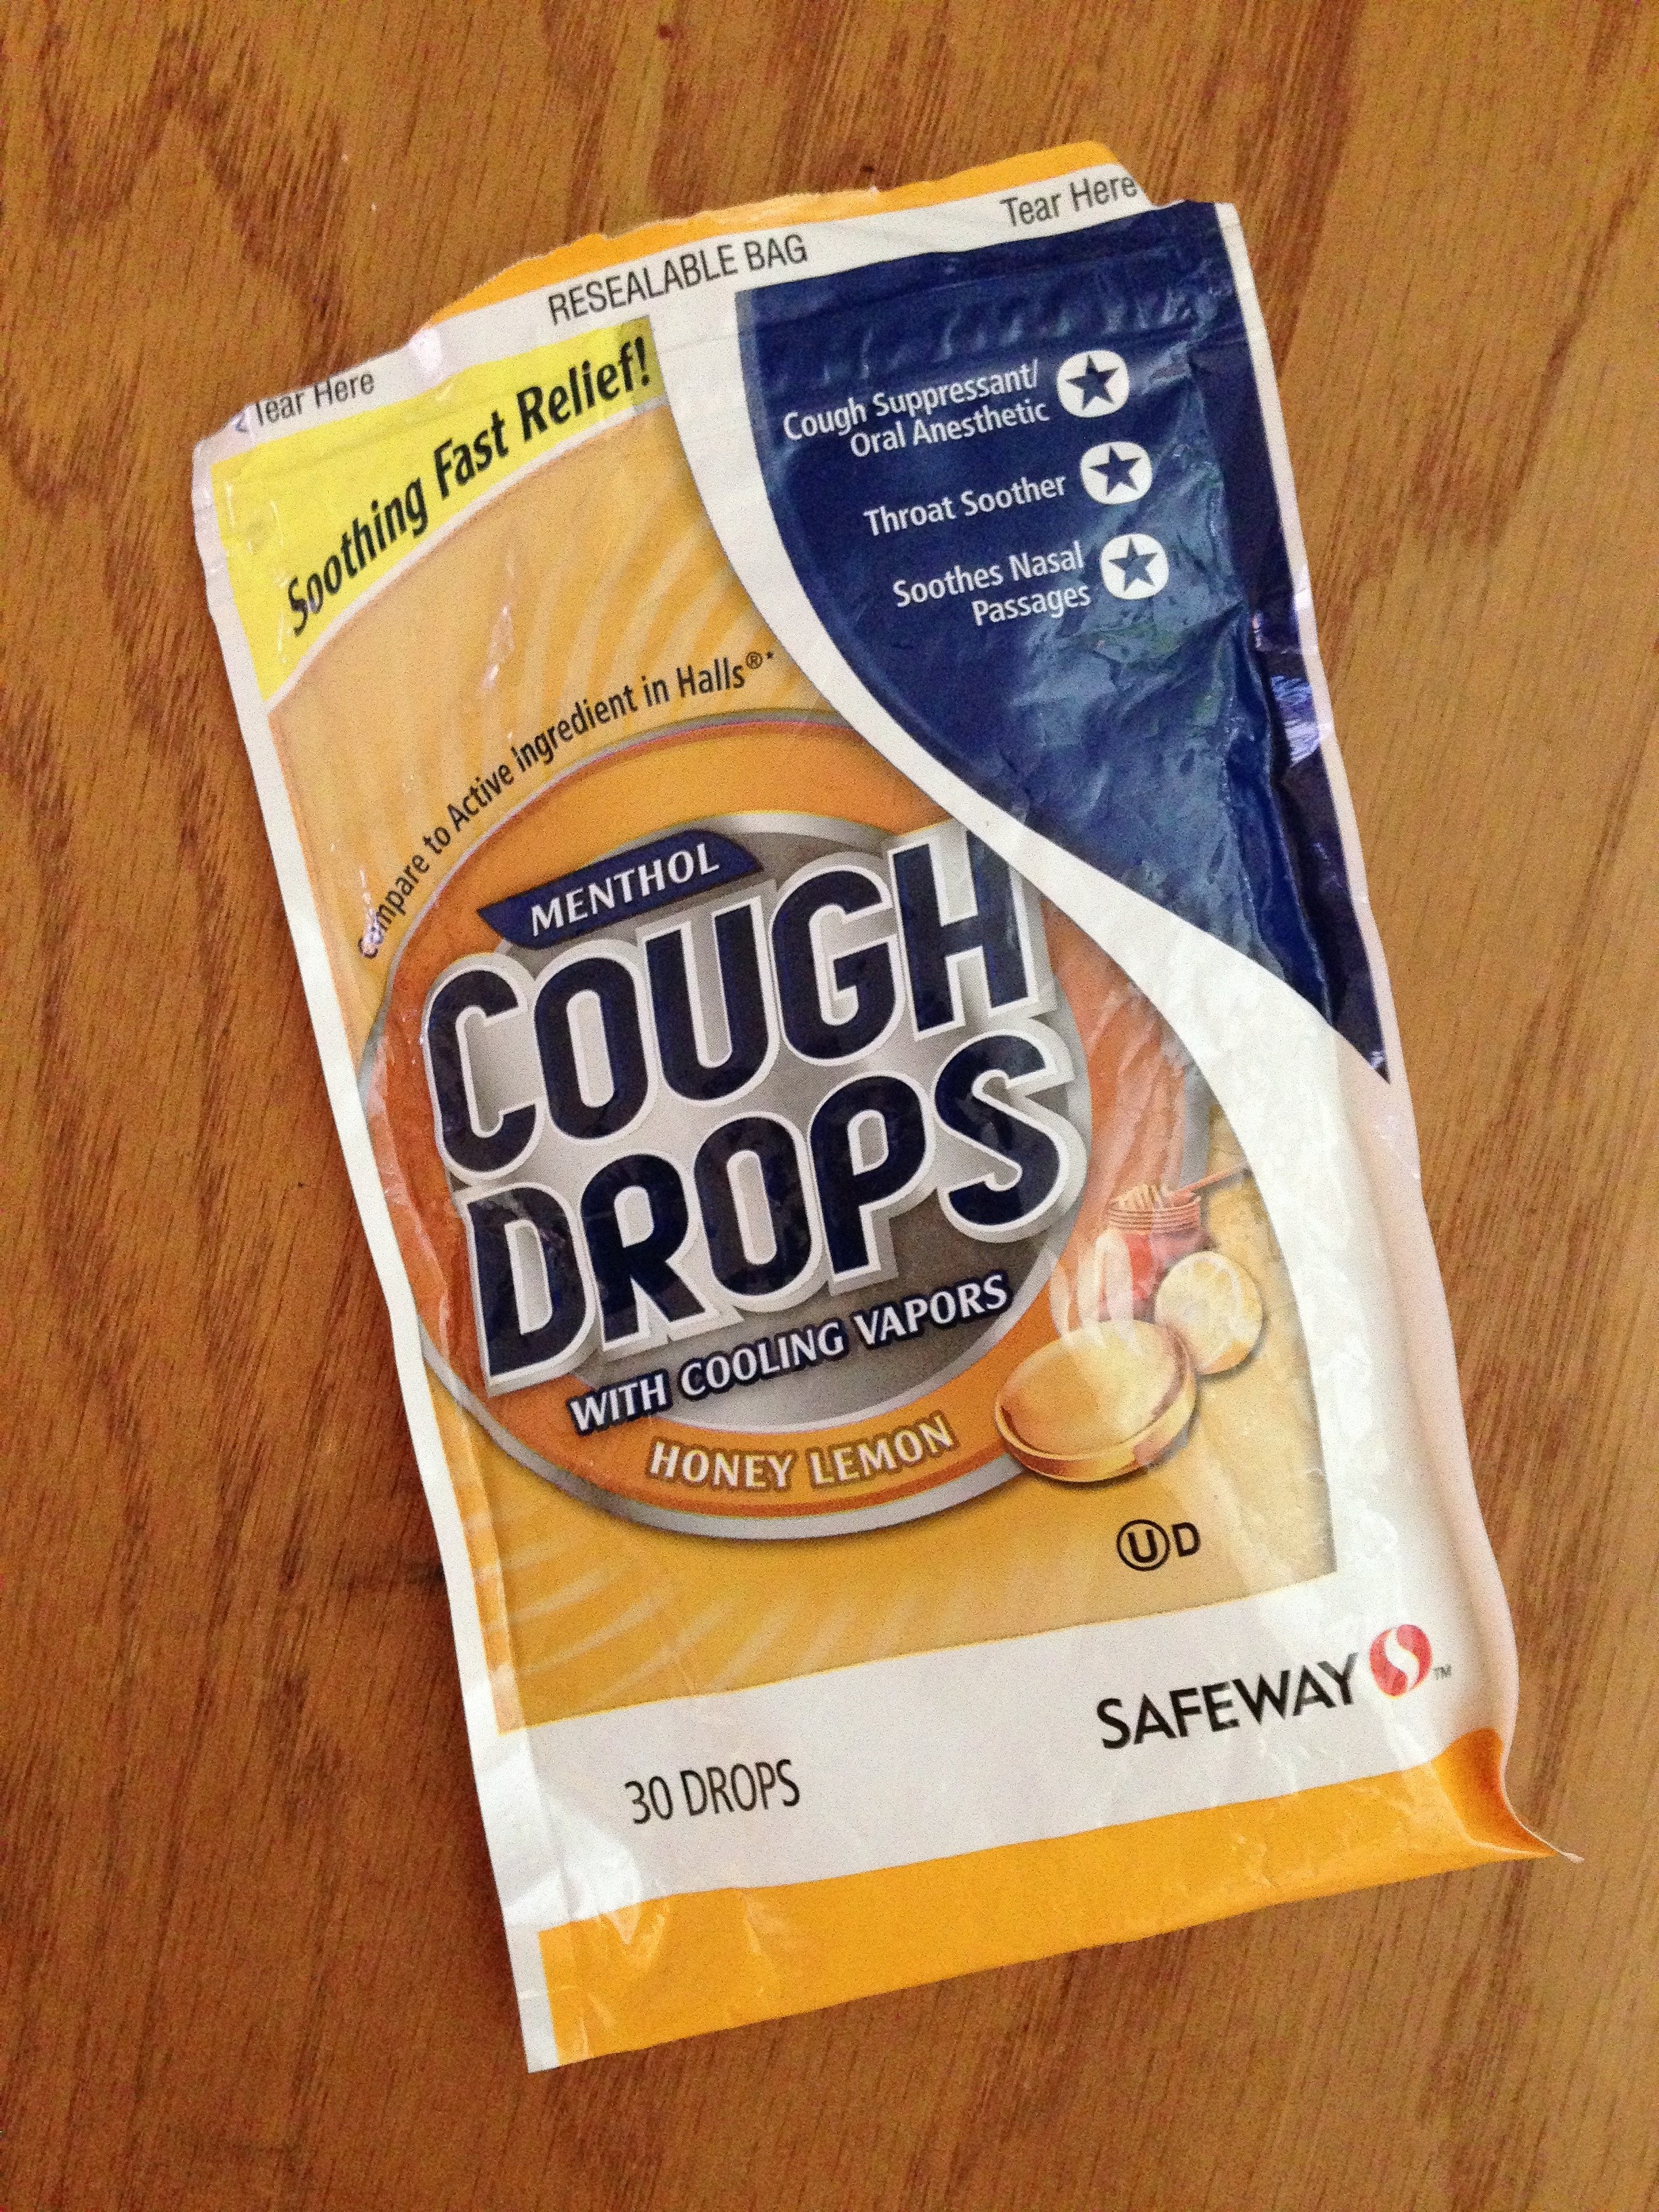 Tear Here
RESEALABLE BAG
Tear Here
Soothing Fast Relief!
Cough Suppressant/
Oral Anesthetic
Throat Soother
Soothes Nasal
Passages
Compare to Active Ingredient in Halls®*
MENTHOL
COUGH
DROPS
WITH COOLING VAPORS
HONEY LEMON
U D
30 DROPS
SAFEWAY ™